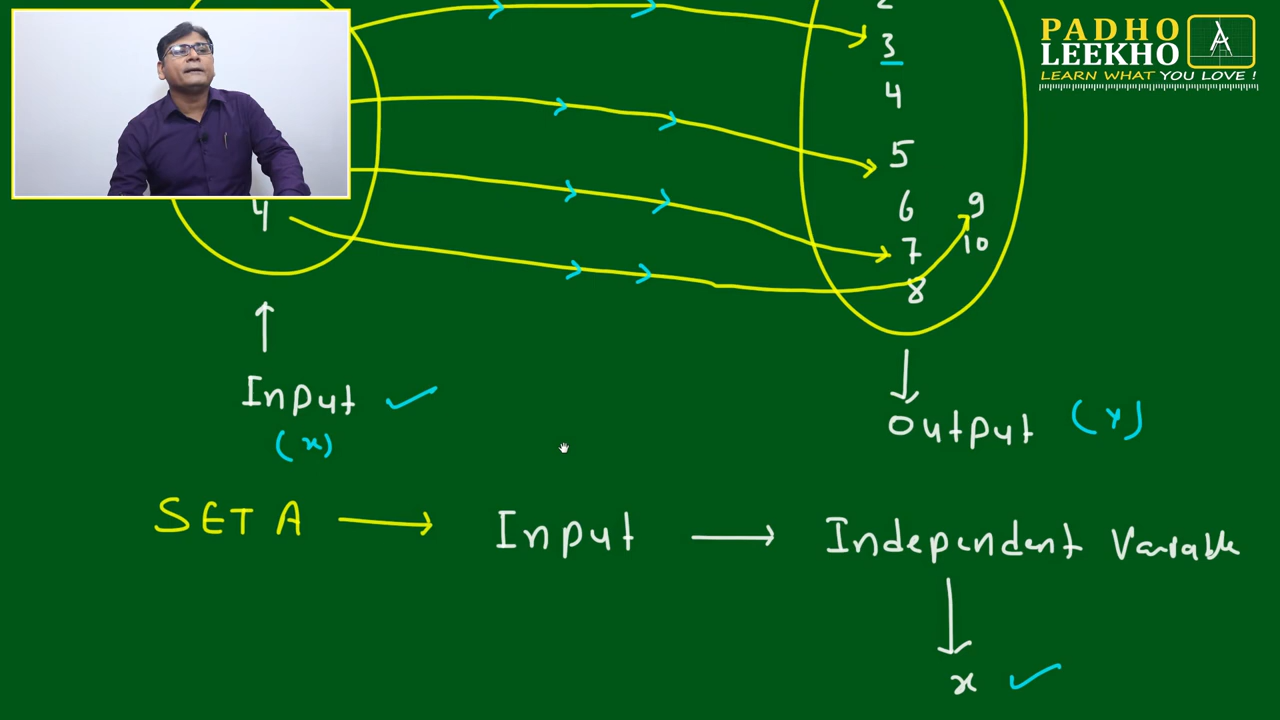 PADHO
LEEKHO
LEARN WHAT YOU LOVE !
2
3
4
5
6 9
7 10
8
4
Input
(x)
Output (Y)
SET A → Input → Independent Variable
x